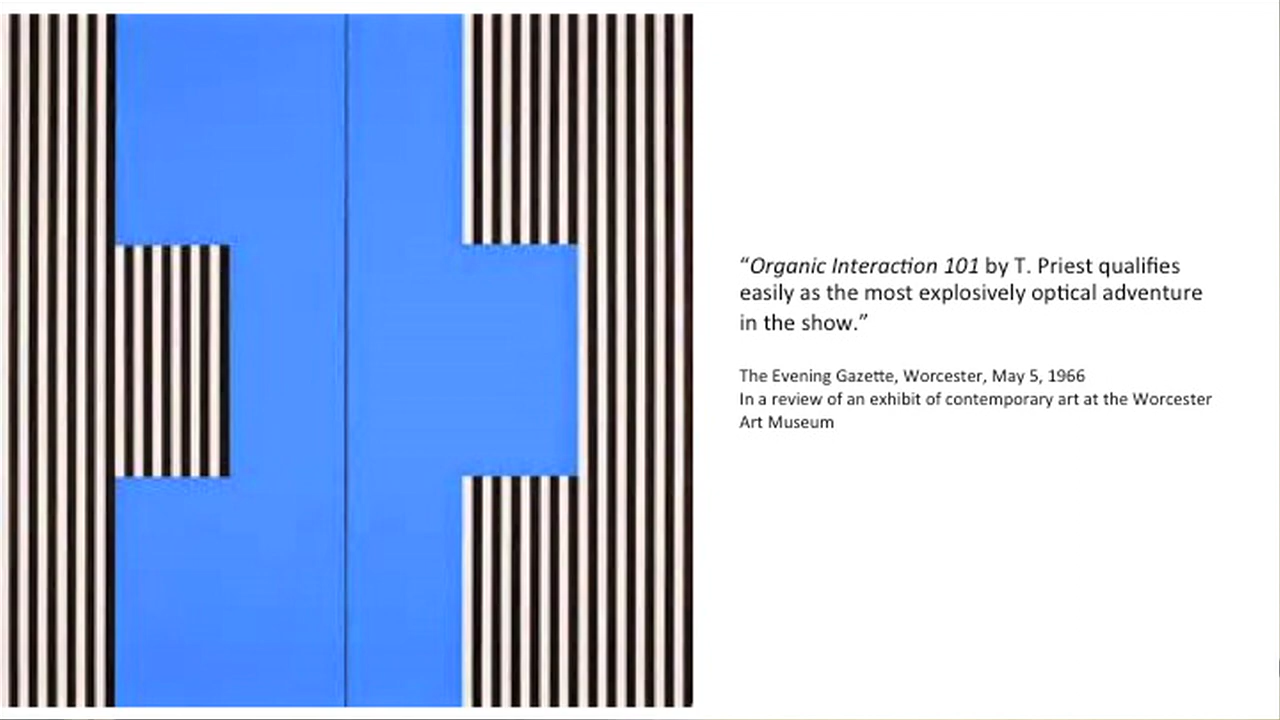 “Organic Interaction 101 by T. Priest qualifies
easily as the most explosively optical adventure
in the show.”
The Evening Gazette, Worcester, May 5, 1966
In a review of an exhibit of contemporary art at the Worcester
Art Museum